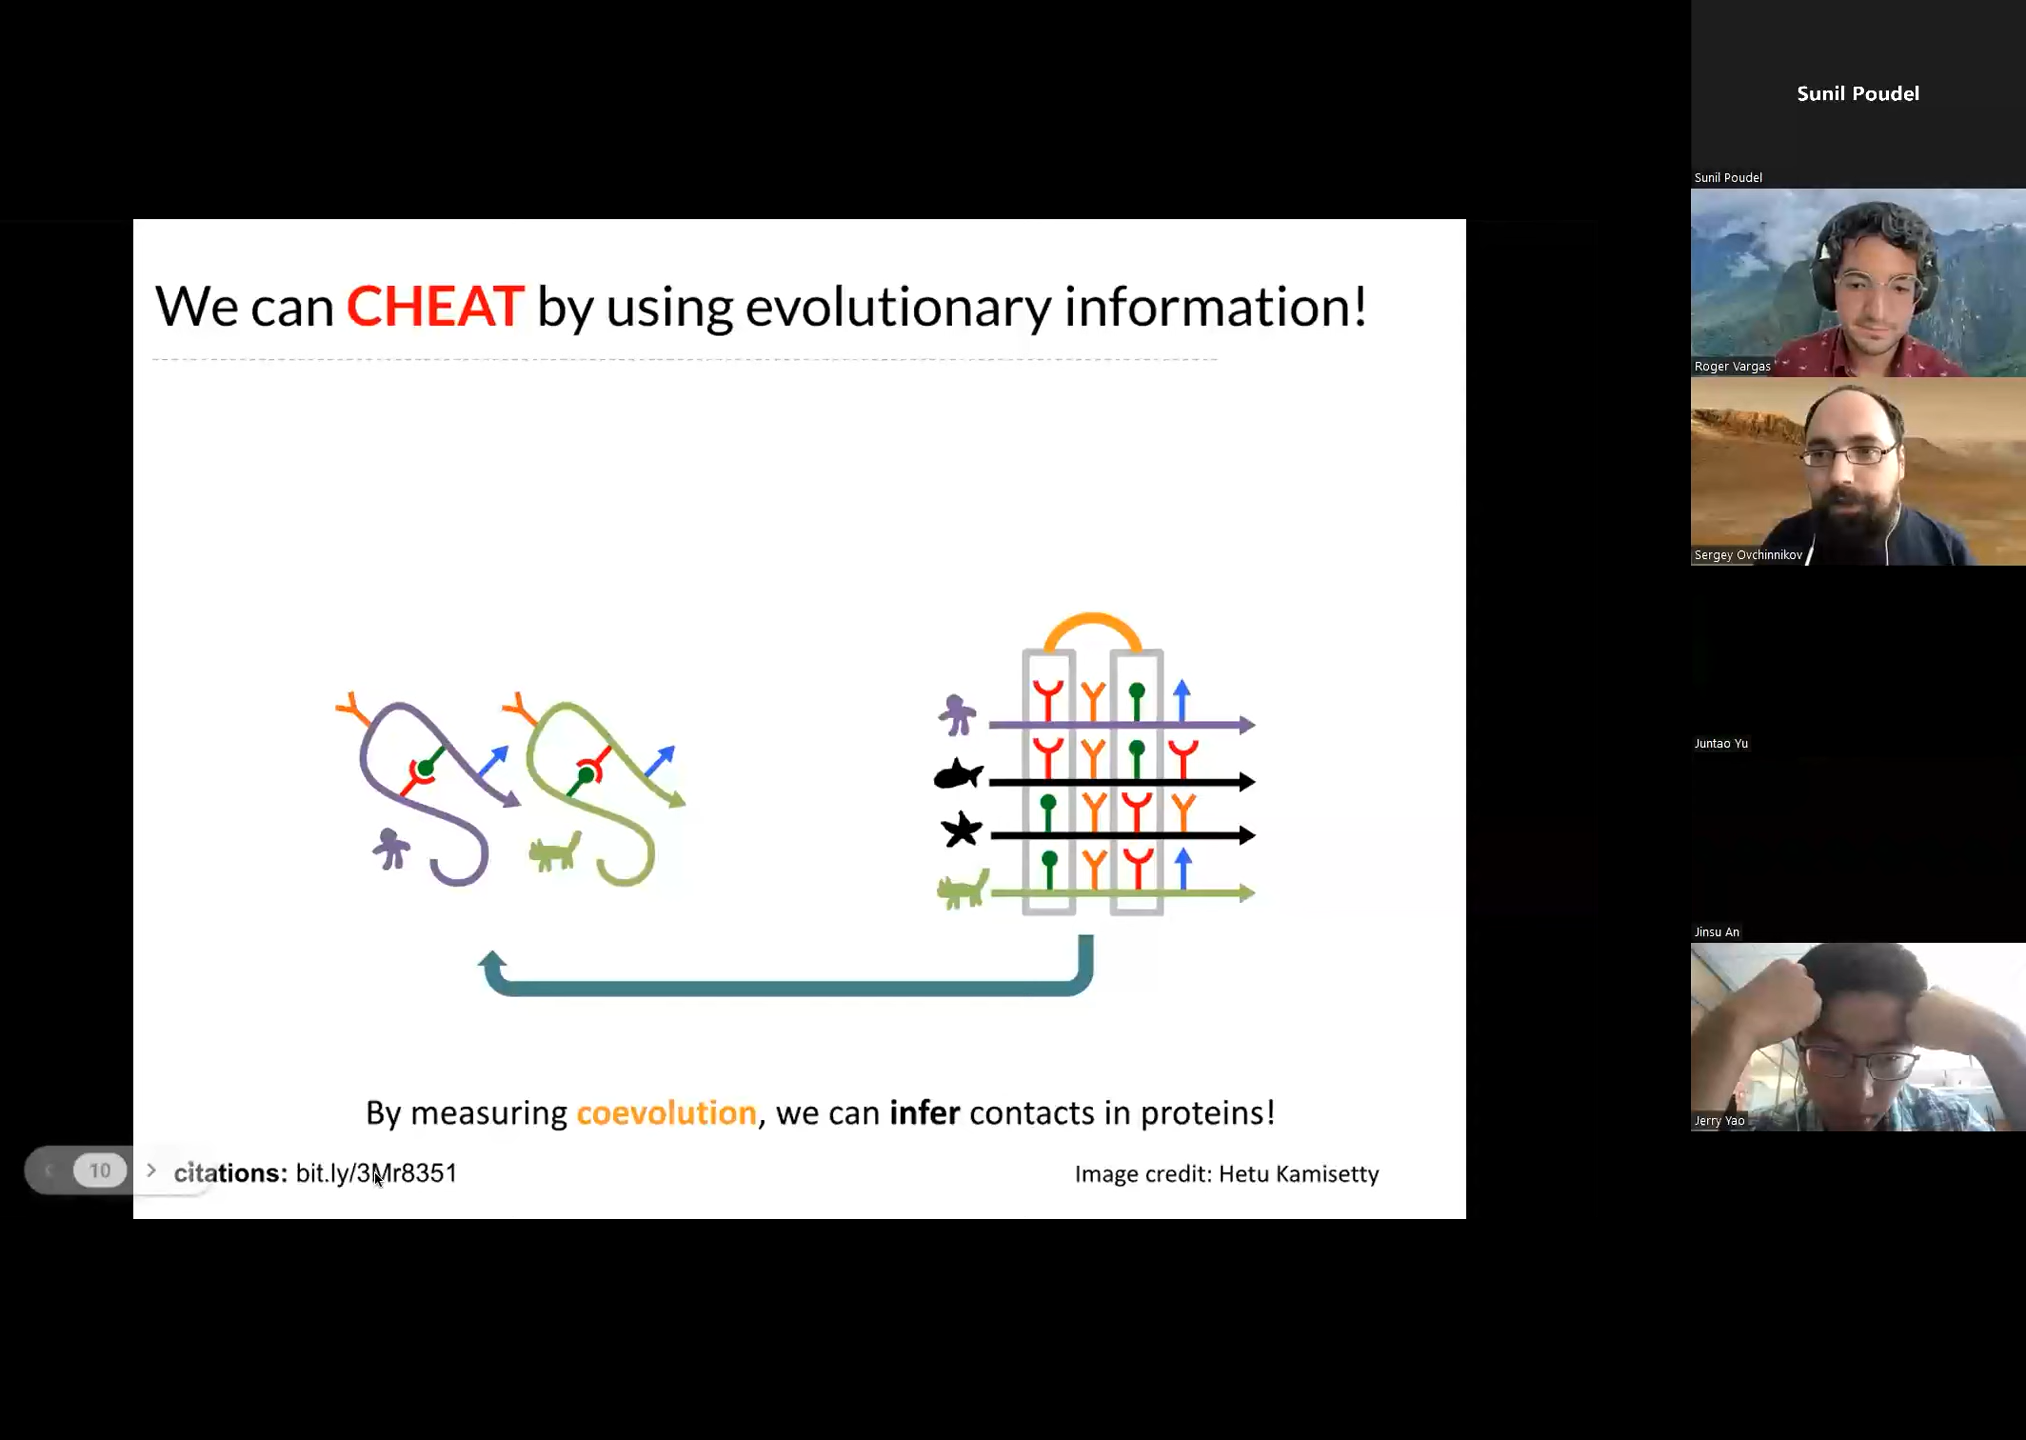 We can CHEAT by using evolutionary information!
By measuring coevolution, we can infer contacts in proteins!
10
citations: bit.ly/3Mr8351
Image credit: Hetu Kamisetty
Sunil Poudel
Sunil Poudel
Roger Vargas
Sergey Ovchinnikov
Juntao Yu
Jinsu An
Jerry Yao